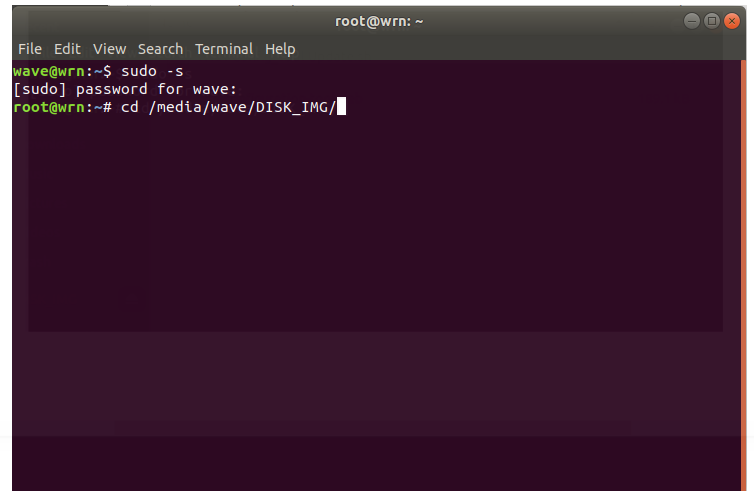 root@wrn: ~
File Edit View Search Terminal Help
wave@wrn:~$ sudo -s
[sudo] password for wave:
root@wrn:~# cd /media/wave/DISK_IMG/